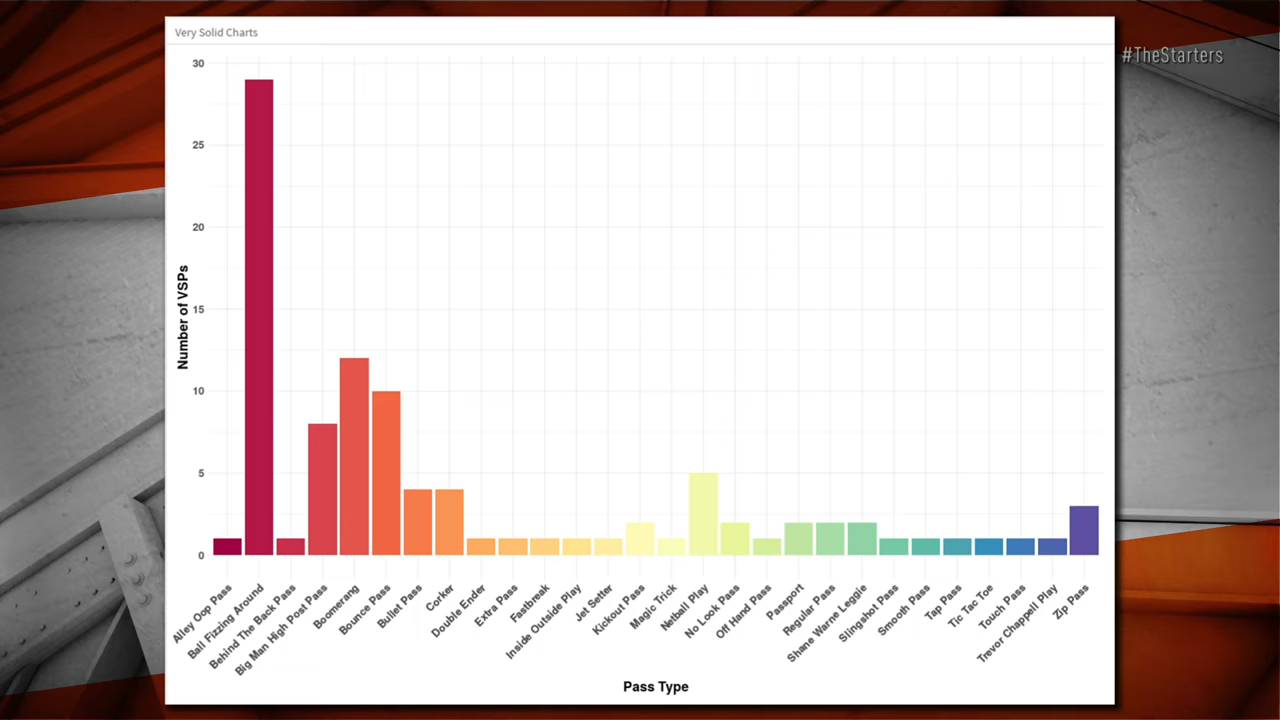 Very Solid Charts
#TheStarters
30
25
20
15
10
5
0
Number of VSPs
Alley Oop Pass
Ball Fizzing Around
Behind The Back Pass
Big Man High Post Pass
Boomerang
Bounce Pass
Bullet Pass
Corker
Double Ender
Extra Pass
Fastbreak
Inside Outside Play
Jet Setter
Kickout Pass
Magic Trick
Netball Play
No Look Pass
Off Hand Pass
Passport
Regular Pass
Shane Warne Leggie
Slingshot Pass
Smooth Pass
Tap Pass
Tic Tac Toe
Touch Pass
Trevor Chappell Play
Zip Pass
Pass Type